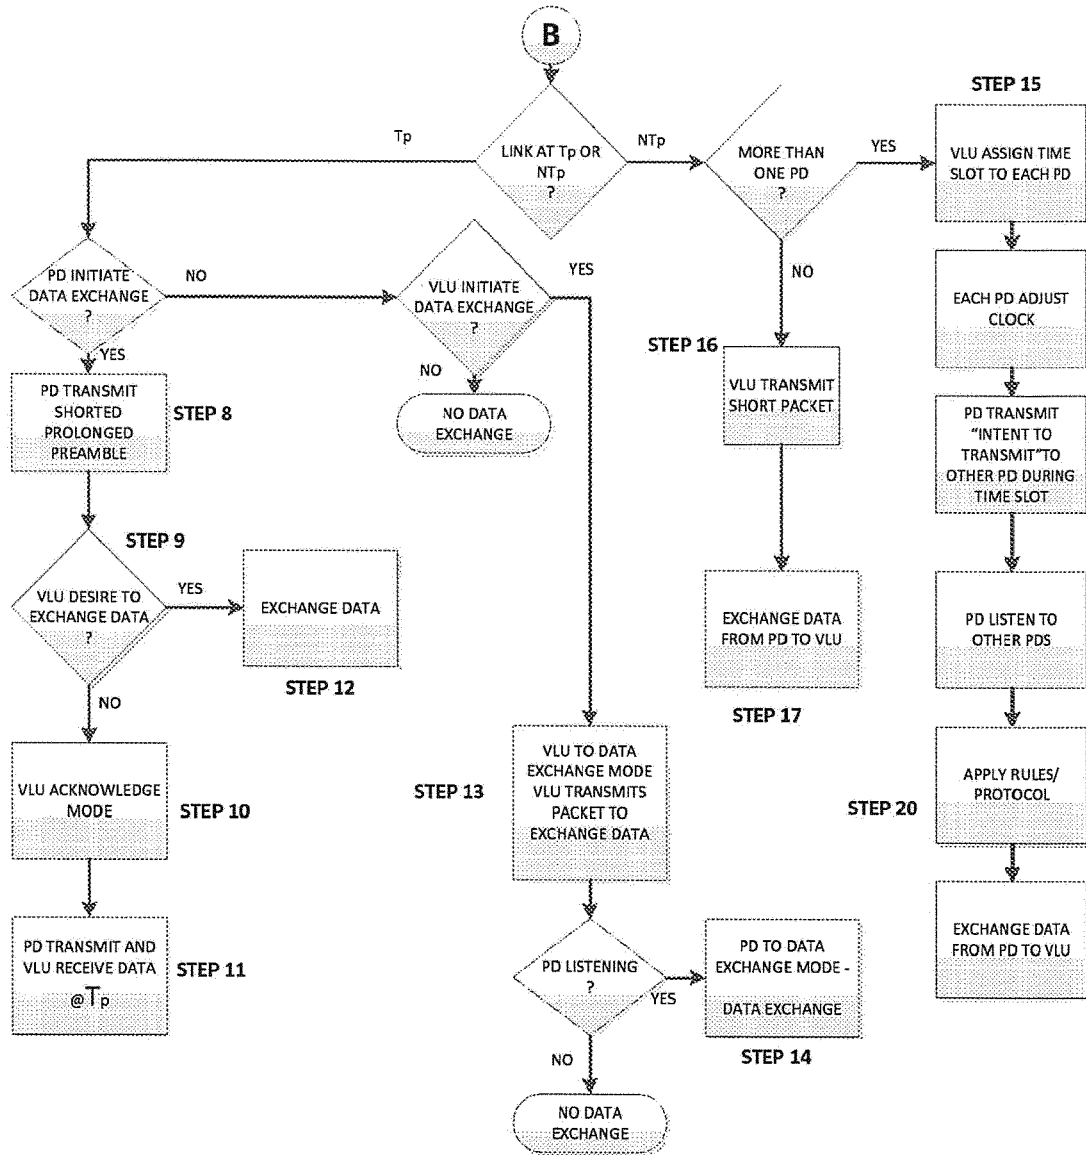 B
STEP 15
Tp
LINK AT Tp OR
NTp
?
NTp
MORE THAN
ONE PD
?
YES
VLU ASSIGN TIME
SLOT TO EACH PD
PD INITIATE
DATA EXCHANGE
?
NO
VLU INITIATE
DATA EXCHANGE
?
YES
NO
EACH PD ADJUST
CLOCK
YES
NO
STEP 16
PD TRANSMIT
SHORTED
PROLONGED
PREAMBLE
STEP 8
NO DATA
EXCHANGE
VLU TRANSMIT
SHORT PACKET
PD TRANSMIT
"INTENT TO
TRANSMIT"TO
OTHER PD DURING
TIME SLOT
STEP 9
VLU DESIRE TO
EXCHANGE DATA
?
YES
EXCHANGE DATA
STEP 12
EXCHANGE DATA
FROM PD TO VLU
STEP 17
PD LISTEN TO
OTHER PDS
NO
VLU ACKNOWLEDGE
MODE
STEP 10
STEP 13
VLU TO DATA
EXCHANGE MODE
VLU TRANSMITS
PACKET TO
EXCHANGE DATA
APPLY RULES/
PROTOCOL
STEP 20
PD TRANSMIT AND
VLU RECEIVE DATA
@Tp
STEP 11
PD LISTENING
?
YES
PD TO DATA
EXCHANGE MODE -
DATA EXCHANGE
STEP 14
EXCHANGE DATA
FROM PD TO VLU
NO
NO DATA
EXCHANGE